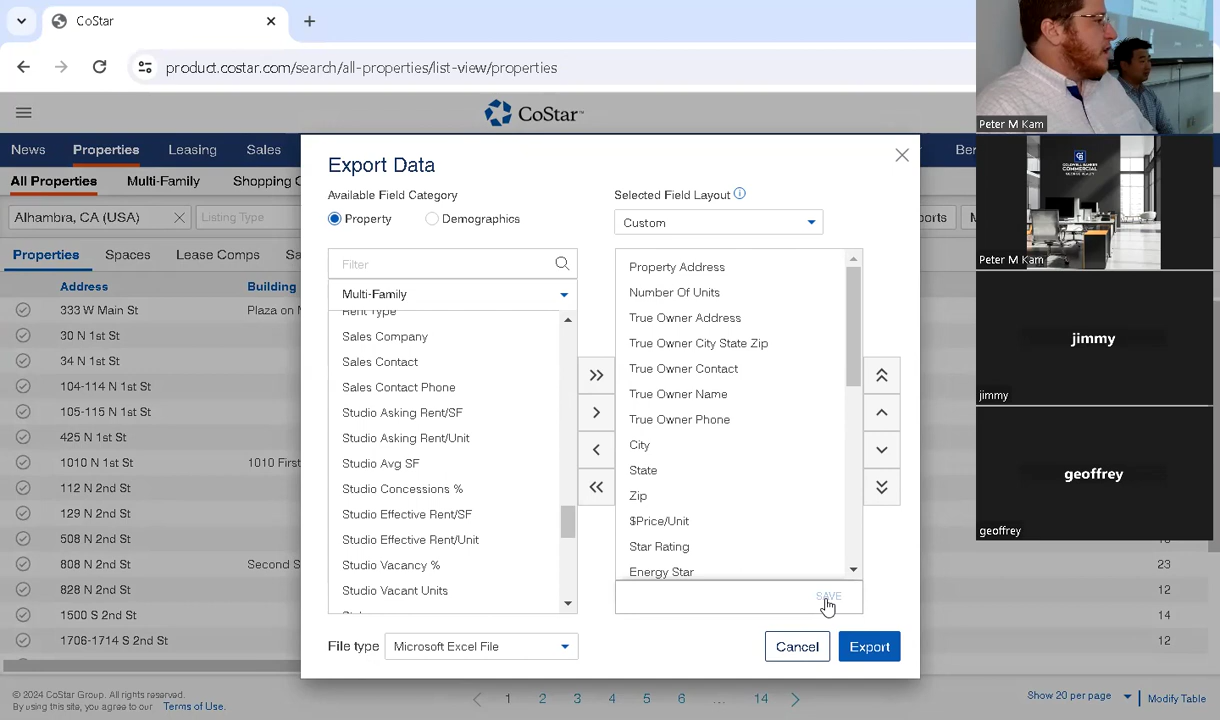 CoStar
product.costar.com/search/all-properties/list-view/properties
CoStar™
News
Properties
Leasing
Sales
Ber
All Properties
Multi-Family
Shopping C
Alhambra, CA (USA)
Listing Type
orts
Properties
Spaces
Lease Comps
Sa
Address
Building
333 W Main St
Plaza on M
30 N 1st St
34 N 1st St
104-114 N 1st St
105-115 N 1st St
425 N 1st St
1010 N 1st St
1010 First
112 N 2nd St
129 N 2nd St
508 N 2nd St
808 N 2nd St
Second S
23
828 N 2nd St
12
1500 S 2nd St
14
1706-1714 S 2nd St
12
Export Data
Available Field Category
Property
Demographics
Filter
Multi-Family
Rent Type
Sales Company
Sales Contact
Sales Contact Phone
Studio Asking Rent/SF
Studio Asking Rent/Unit
Studio Avg SF
Studio Concessions %
Studio Effective Rent/SF
Studio Effective Rent/Unit
Studio Vacancy %
Studio Vacant Units
Selected Field Layout
Custom
Property Address
Number Of Units
True Owner Address
True Owner City State Zip
True Owner Contact
True Owner Name
True Owner Phone
City
State
Zip
$Price/Unit
Star Rating
Energy Star
SAVE
File type
Microsoft Excel File
Cancel
Export
© 2024 CoStar Group. All rights reserved.
By using this site, you agree to our Terms of Use.
1 2 3 4 5 6 ... 14
Show 20 per page
Modify Table
Peter M Kam
COLDWELL BANKER
COMMERCIAL
Peter M Kam
jimmy
jimmy
geoffrey
geoffrey